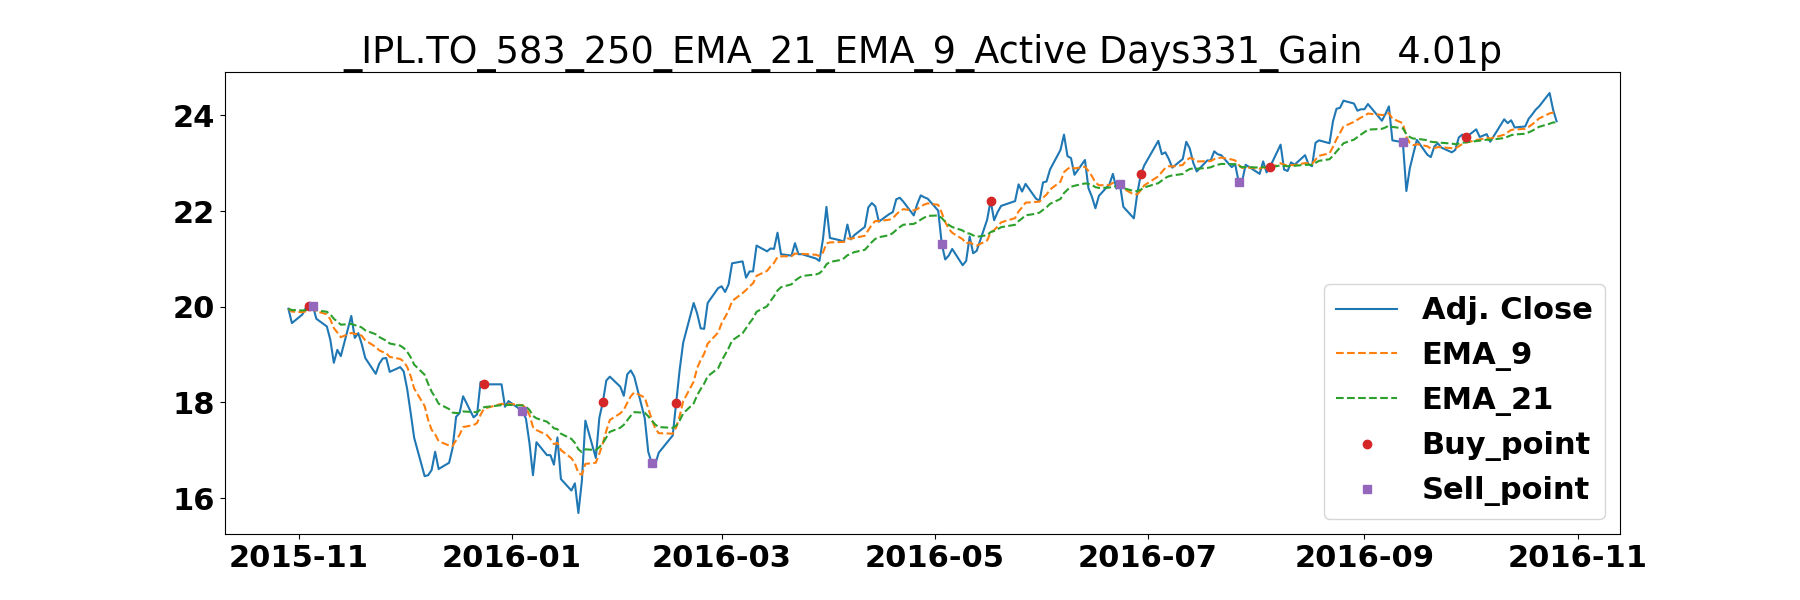 _IPL.TO_583_250_EMA_21_EMA_9_Active Days331_Gain   4.01p
24
22
20
18
16
2015-11
2016-01
2016-03
2016-05
2016-07
2016-09
2016-11
Adj. Close
EMA_9
EMA_21
Buy_point
Sell_point